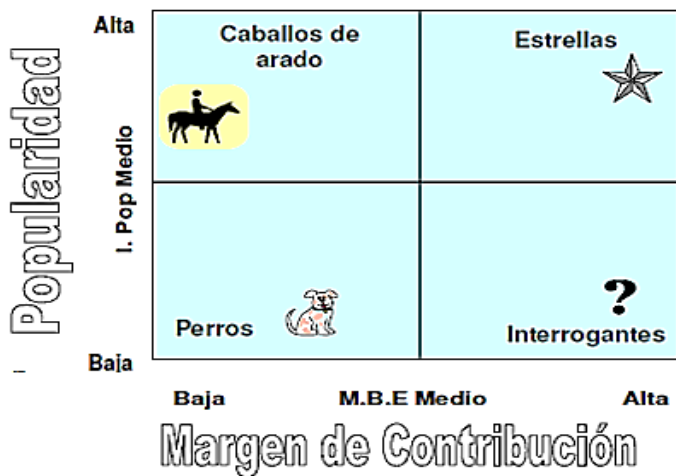 Alta
Caballos de
arado
Estrellas
Popularidad
I. Pop Medio
Perros
?
Interrogantes
Baja
Baja
M.B.E Medio
Alta
Margen de Contribución